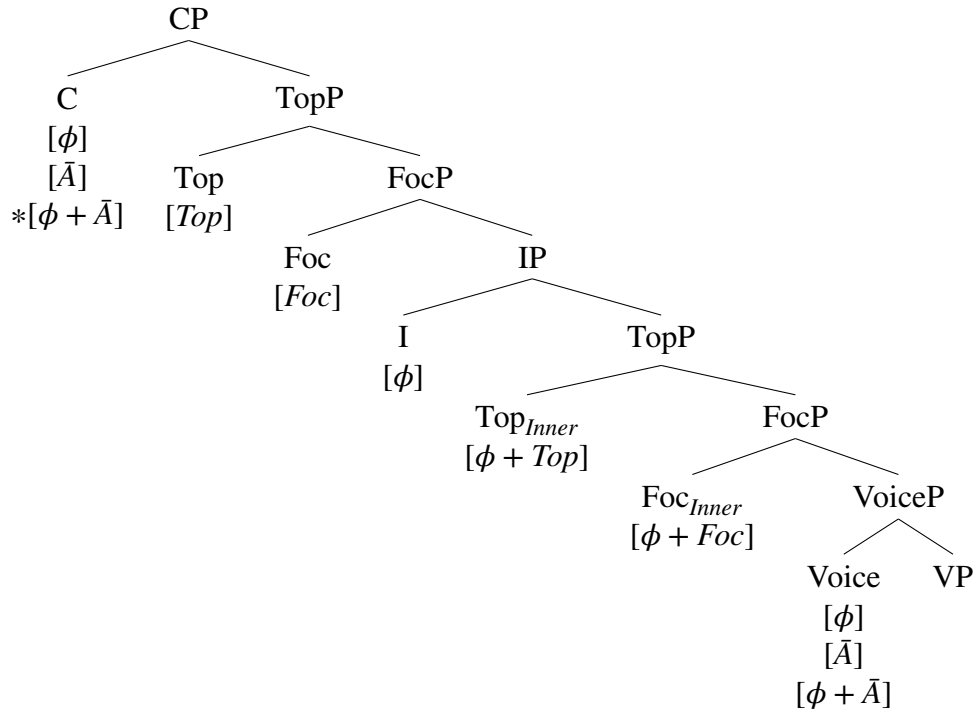 CP
C TopP
[ϕ]
[Ā] Top FocP
*[ϕ + Ā] [Top]
Foc IP
[Foc]
I TopP
[ϕ]
Top_Inner FocP
[ϕ + Top]
Foc_Inner VoiceP
[ϕ + Foc]
Voice VP
[ϕ]
[Ā]
[ϕ + Ā]